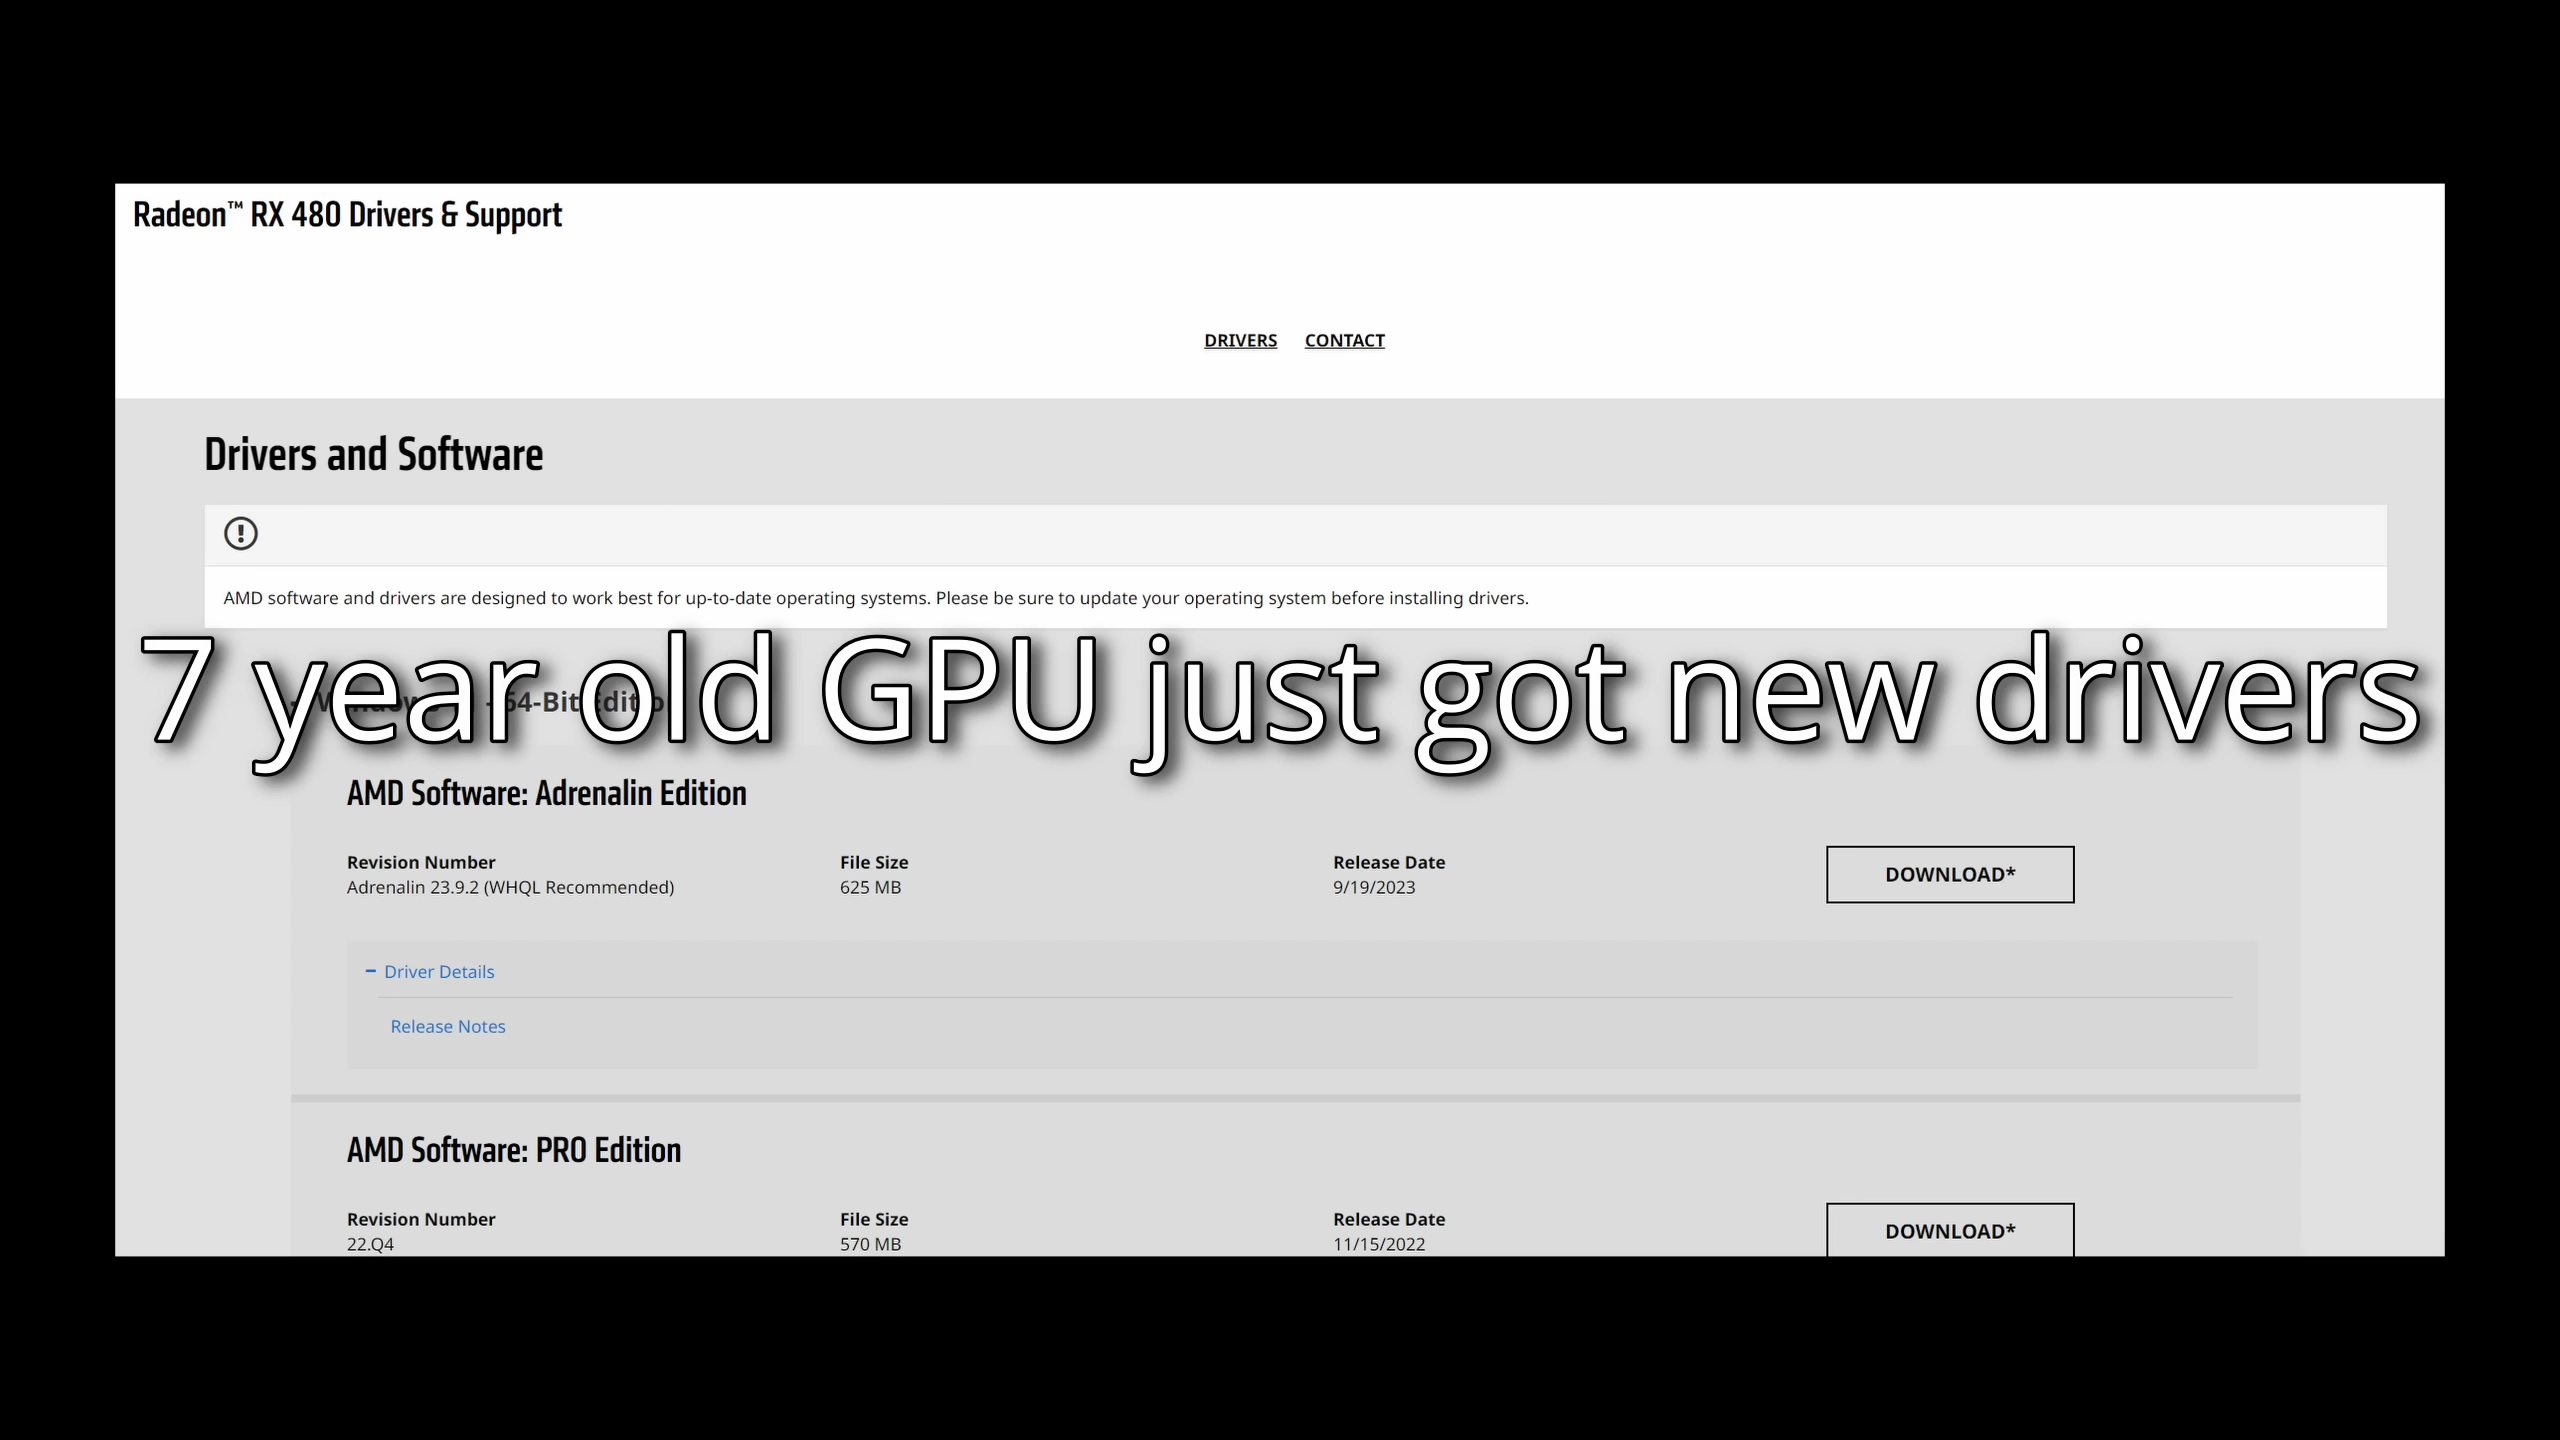 Radeon™ RX 480 Drivers & Support
DRIVERS CONTACT
Drivers and Software
AMD software and drivers are designed to work best for up-to-date operating systems. Please be sure to update your operating system before installing drivers.
7 year old GPU just got new drivers
AMD Software: Adrenalin Edition
Revision Number File Size Release Date
Adrenalin 23.9.2 (WHQL Recommended) 625 MB 9/19/2023
DOWNLOAD*
− Driver Details
Release Notes
AMD Software: PRO Edition
Revision Number File Size Release Date
22.Q4 570 MB 11/15/2022
DOWNLOAD*